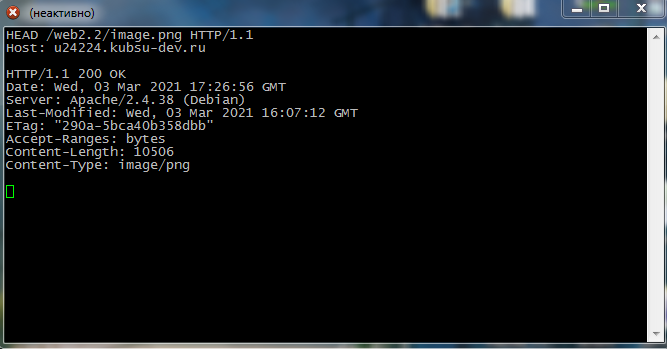 (неактивно)
HEAD /web2.2/image.png HTTP/1.1
Host: u24224.kubsu-dev.ru
HTTP/1.1 200 OK
Date: Wed, 03 Mar 2021 17:26:56 GMT
Server: Apache/2.4.38 (Debian)
Last-Modified: Wed, 03 Mar 2021 16:07:12 GMT
ETag: "290a-5bca40b358dbb"
Accept-Ranges: bytes
Content-Length: 10506
Content-Type: image/png